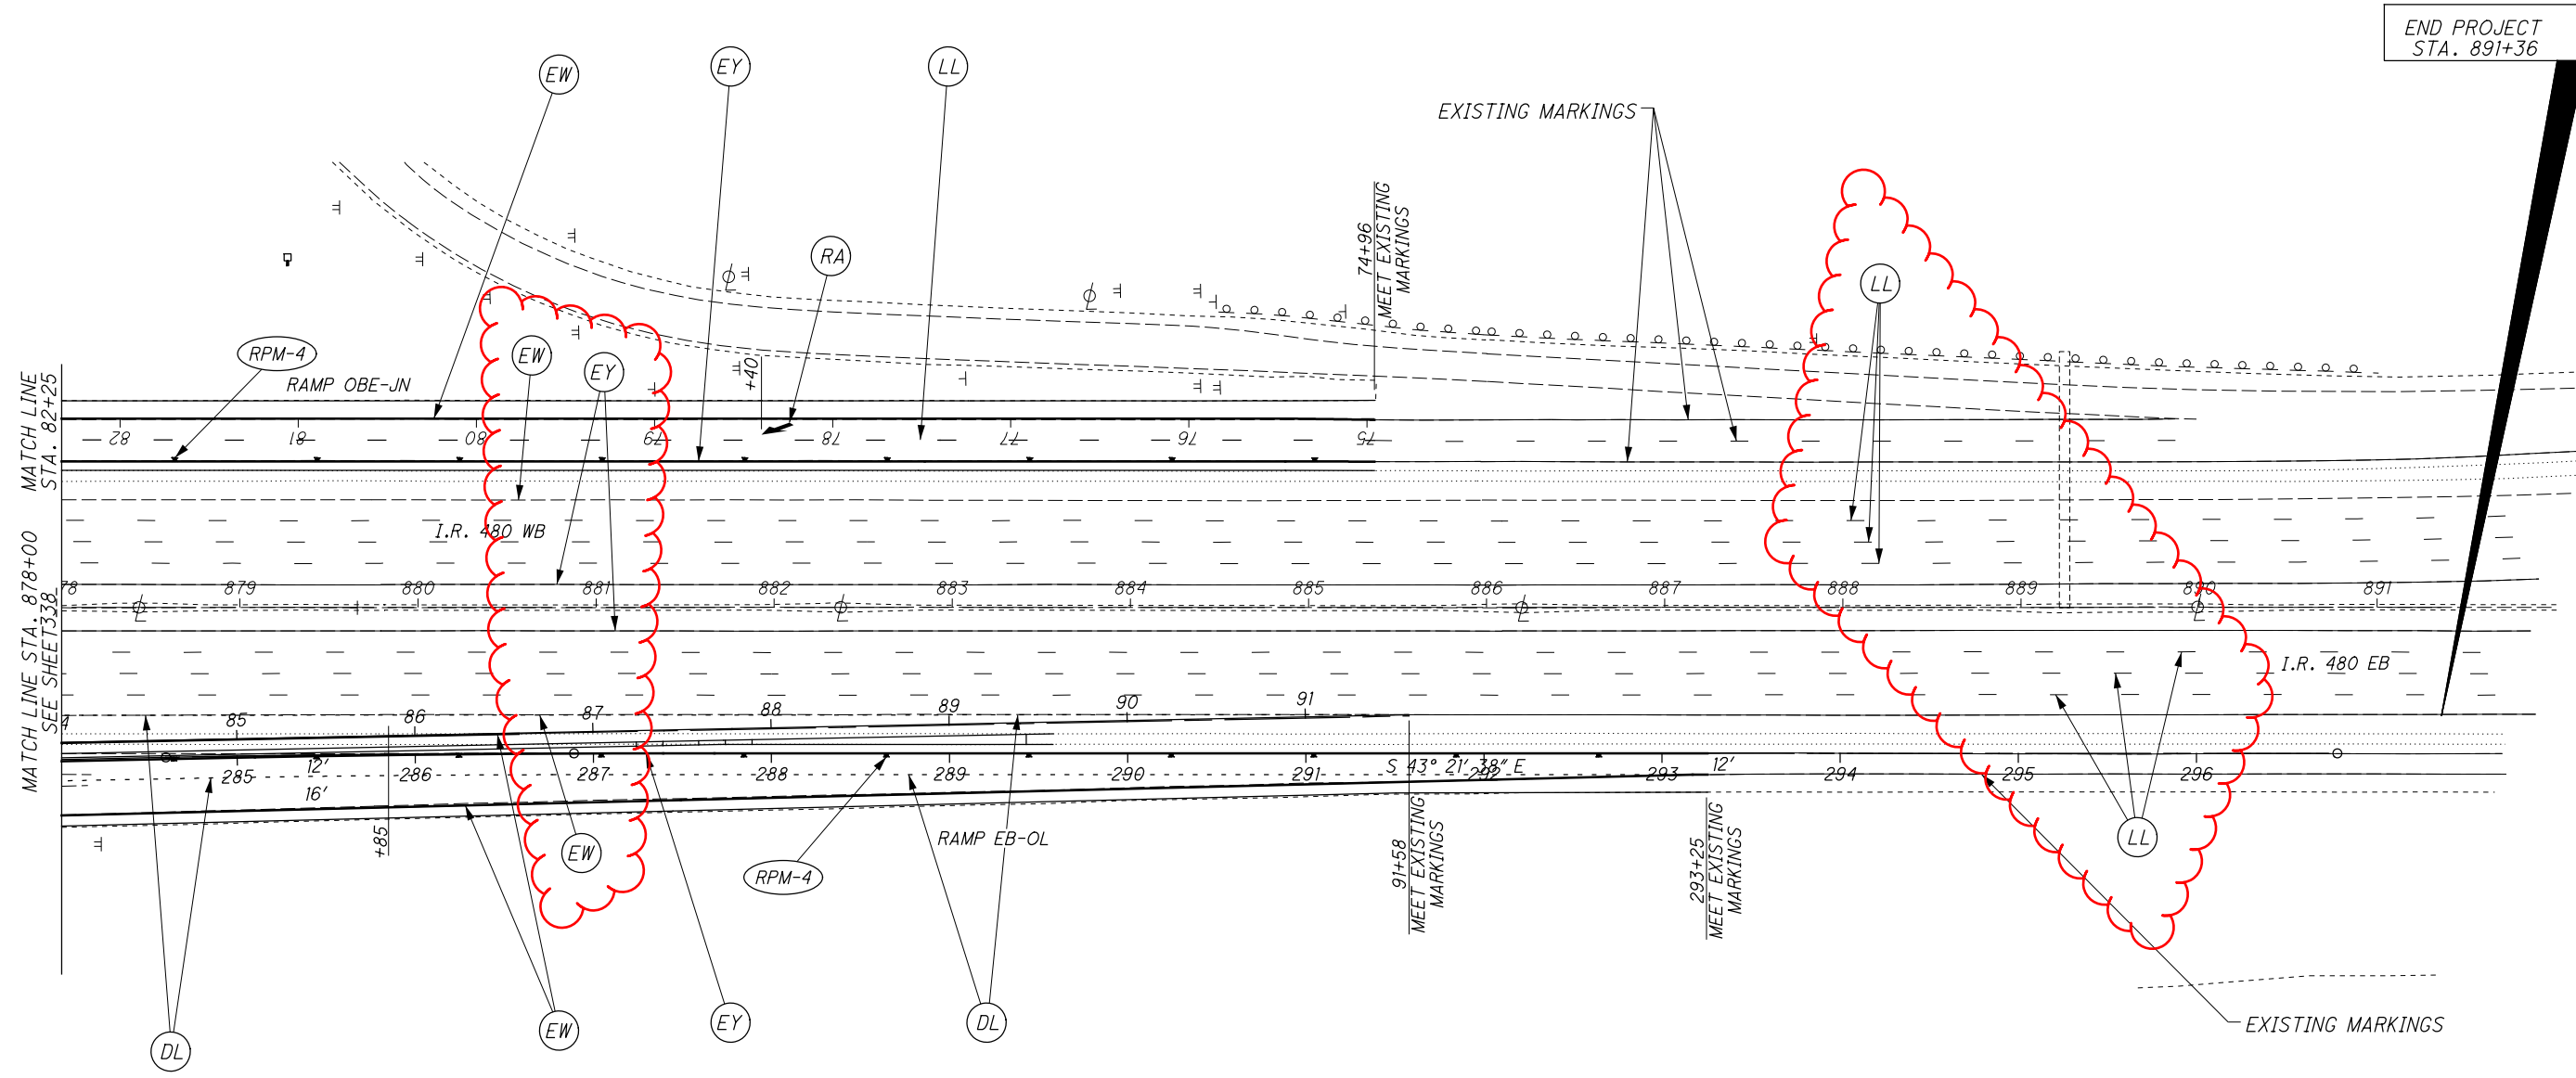 END PROJECT
STA. 891+36
EW
EY
LL
EXISTING MARKINGS
RA
74+96
MEET EXISTING
MARKINGS
LL
RPM-4
EW
EY
RAMP OBE-JN
+40
MATCH LINE
STA. 82+25
82
81
80
79
78
77
76
75
I.R. 480 WB
MATCH LINE STA. 878+00
SEE SHEET338
78
879
880
881
882
883
884
885
886
887
888
889
890
891
I.R. 480 EB
4
85
86
87
88
89
90
91
12'
285
286
287
288
289
290
291
S 43° 21' 38" E
292
293
12'
294
295
296
16'
+85
EW
RPM-4
RAMP EB-OL
91+58
MEET EXISTING
MARKINGS
293+25
MEET EXISTING
MARKINGS
LL
DL
EW
EY
DL
EXISTING MARKINGS